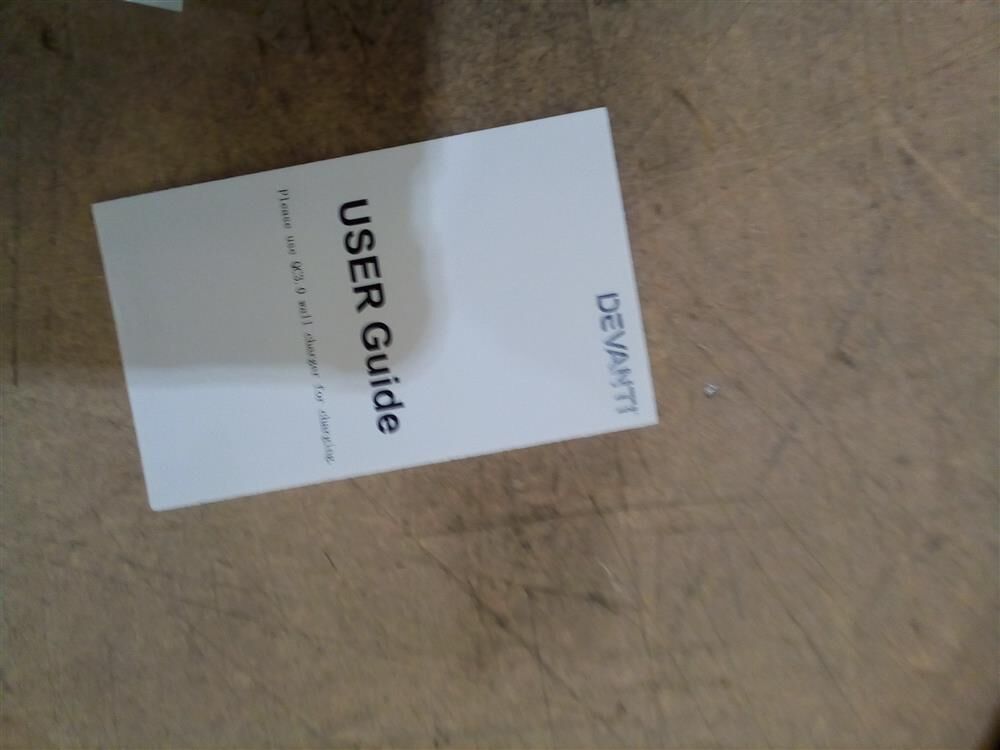 DEVANTI
USER Guide
Please use QC3.0 wall charger for charging.